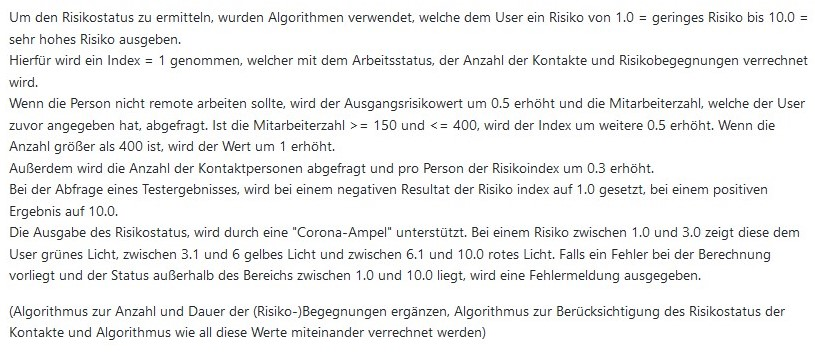 Um den Risikostatus zu ermitteln, wurden Algorithmen verwendet, welche dem User ein Risiko von 1.0 = geringes Risiko bis 10.0 =
sehr hohes Risiko ausgeben.
Hierfür wird ein Index = 1 genommen, welcher mit dem Arbeitsstatus, der Anzahl der Kontakte und Risikobegegnungen verrechnet
wird.
Wenn die Person nicht remote arbeiten sollte, wird der Ausgangsrisikowert um 0.5 erhöht und die Mitarbeiterzahl, welche der User
zuvor angegeben hat, abgefragt. Ist die Mitarbeiterzahl >= 150 und <= 400, wird der Index um weitere 0.5 erhöht. Wenn die
Anzahl größer als 400 ist, wird der Wert um 1 erhöht.
Außerdem wird die Anzahl der Kontaktpersonen abgefragt und pro Person der Risikoindex um 0.3 erhöht.
Bei der Abfrage eines Testergebnisses, wird bei einem negativen Resultat der Risiko index auf 1.0 gesetzt, bei einem positiven
Ergebnis auf 10.0.
Die Ausgabe des Risikostatus, wird durch eine "Corona-Ampel" unterstützt. Bei einem Risiko zwischen 1.0 und 3.0 zeigt diese dem
User grünes Licht, zwischen 3.1 und 6 gelbes Licht und zwischen 6.1 und 10.0 rotes Licht. Falls ein Fehler bei der Berechnung
vorliegt und der Status außerhalb des Bereichs zwischen 1.0 und 10.0 liegt, wird eine Fehlermeldung ausgegeben.
(Algorithmus zur Anzahl und Dauer der (Risiko-)Begegnungen ergänzen, Algorithmus zur Berücksichtigung des Risikostatus der
Kontakte und Algorithmus wie all diese Werte miteinander verrechnet werden)